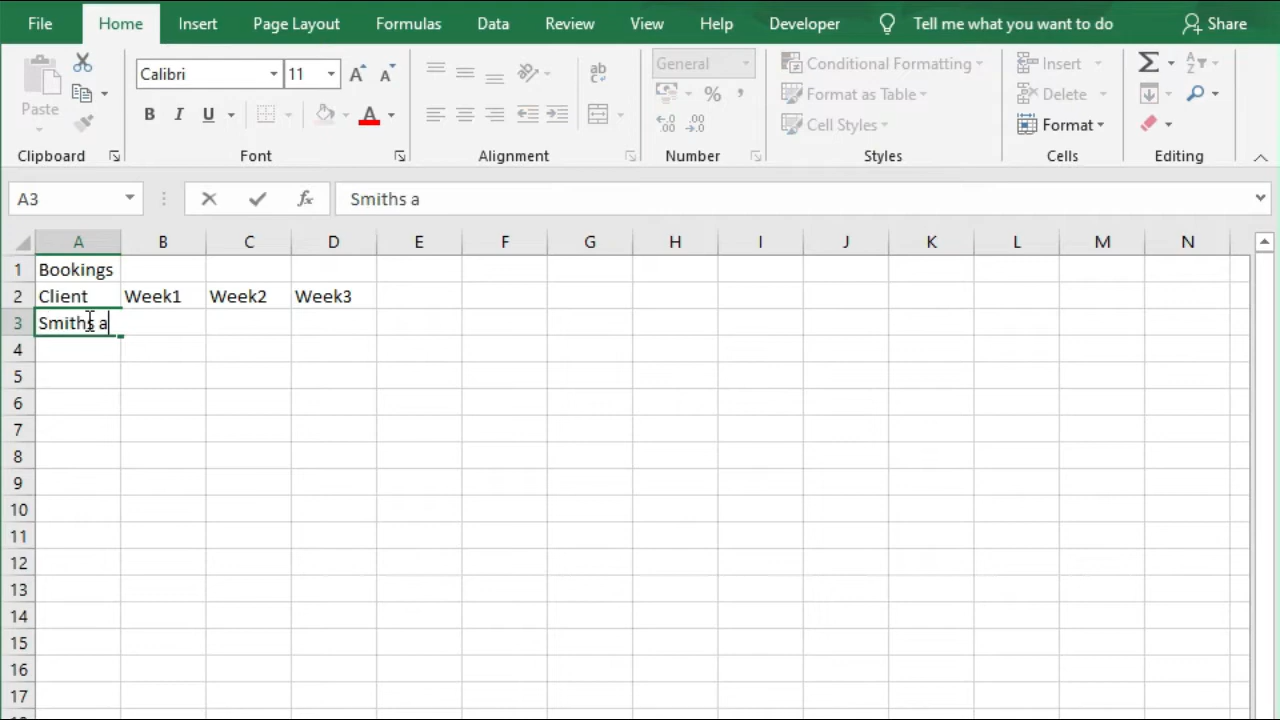 File Home Insert Page Layout Formulas Data Review View Help Developer Tell me what you want to do Share
Paste
Calibri 11
B I U A
ab
General
% ,
Conditional Formatting
Format as Table
Cell Styles
Insert
Delete
Format
Clipboard Font Alignment Number Styles Cells Editing
A3 fx Smiths a
A B C D E F G H I J K L M N
1 Bookings
2 Client Week1 Week2 Week3
3 Smiths a
4
5
6
7
8
9
10
11
12
13
14
15
16
17